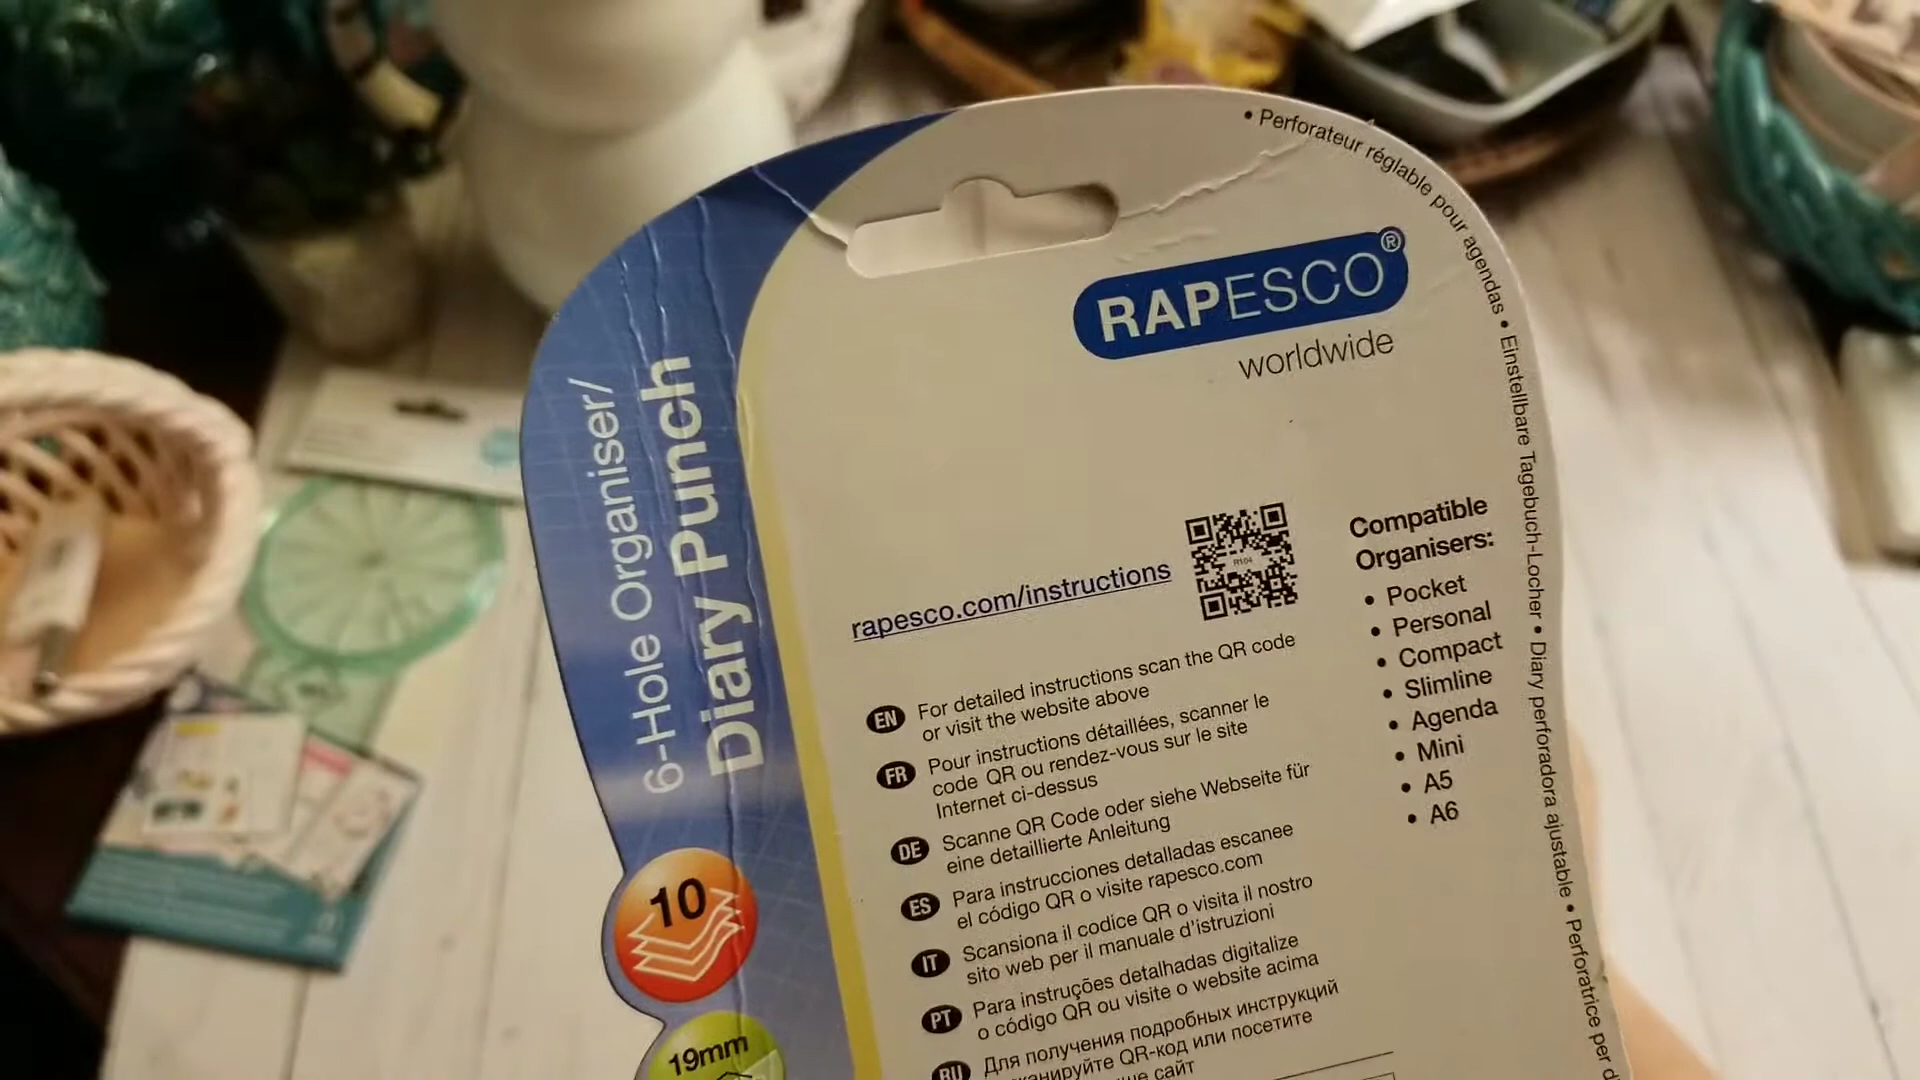 • Perforateur réglable pour agendas • Einstellbare Tagebuch-Locher • Diary perforadora ajustable • Perforatrice per
RAPESCO®
worldwide
6-Hole Organiser/
Diary Punch
rapesco.com/instructions
R104
Compatible
Organisers:
• Pocket
• Personal
• Compact
• Slimline
• Agenda
• Mini
• A5
• A6
EN For detailed instructions scan the QR code
or visit the website above
FR Pour instructions détaillées, scanner le
code QR ou rendez-vous sur le site
Internet ci-dessus
DE Scanne QR Code oder siehe Webseite für
eine detaillierte Anleitung
ES Para instrucciones detalladas escanee
el código QR o visite rapesco.com
IT Scansiona il codice QR o visita il nostro
sito web per il manuale d'istruzioni
PT Para instruções detalhadas digitalize
o código QR ou visite o website acima
RU Для получения подробных инструкций
QR-код или посетите
сайт
10
19mm